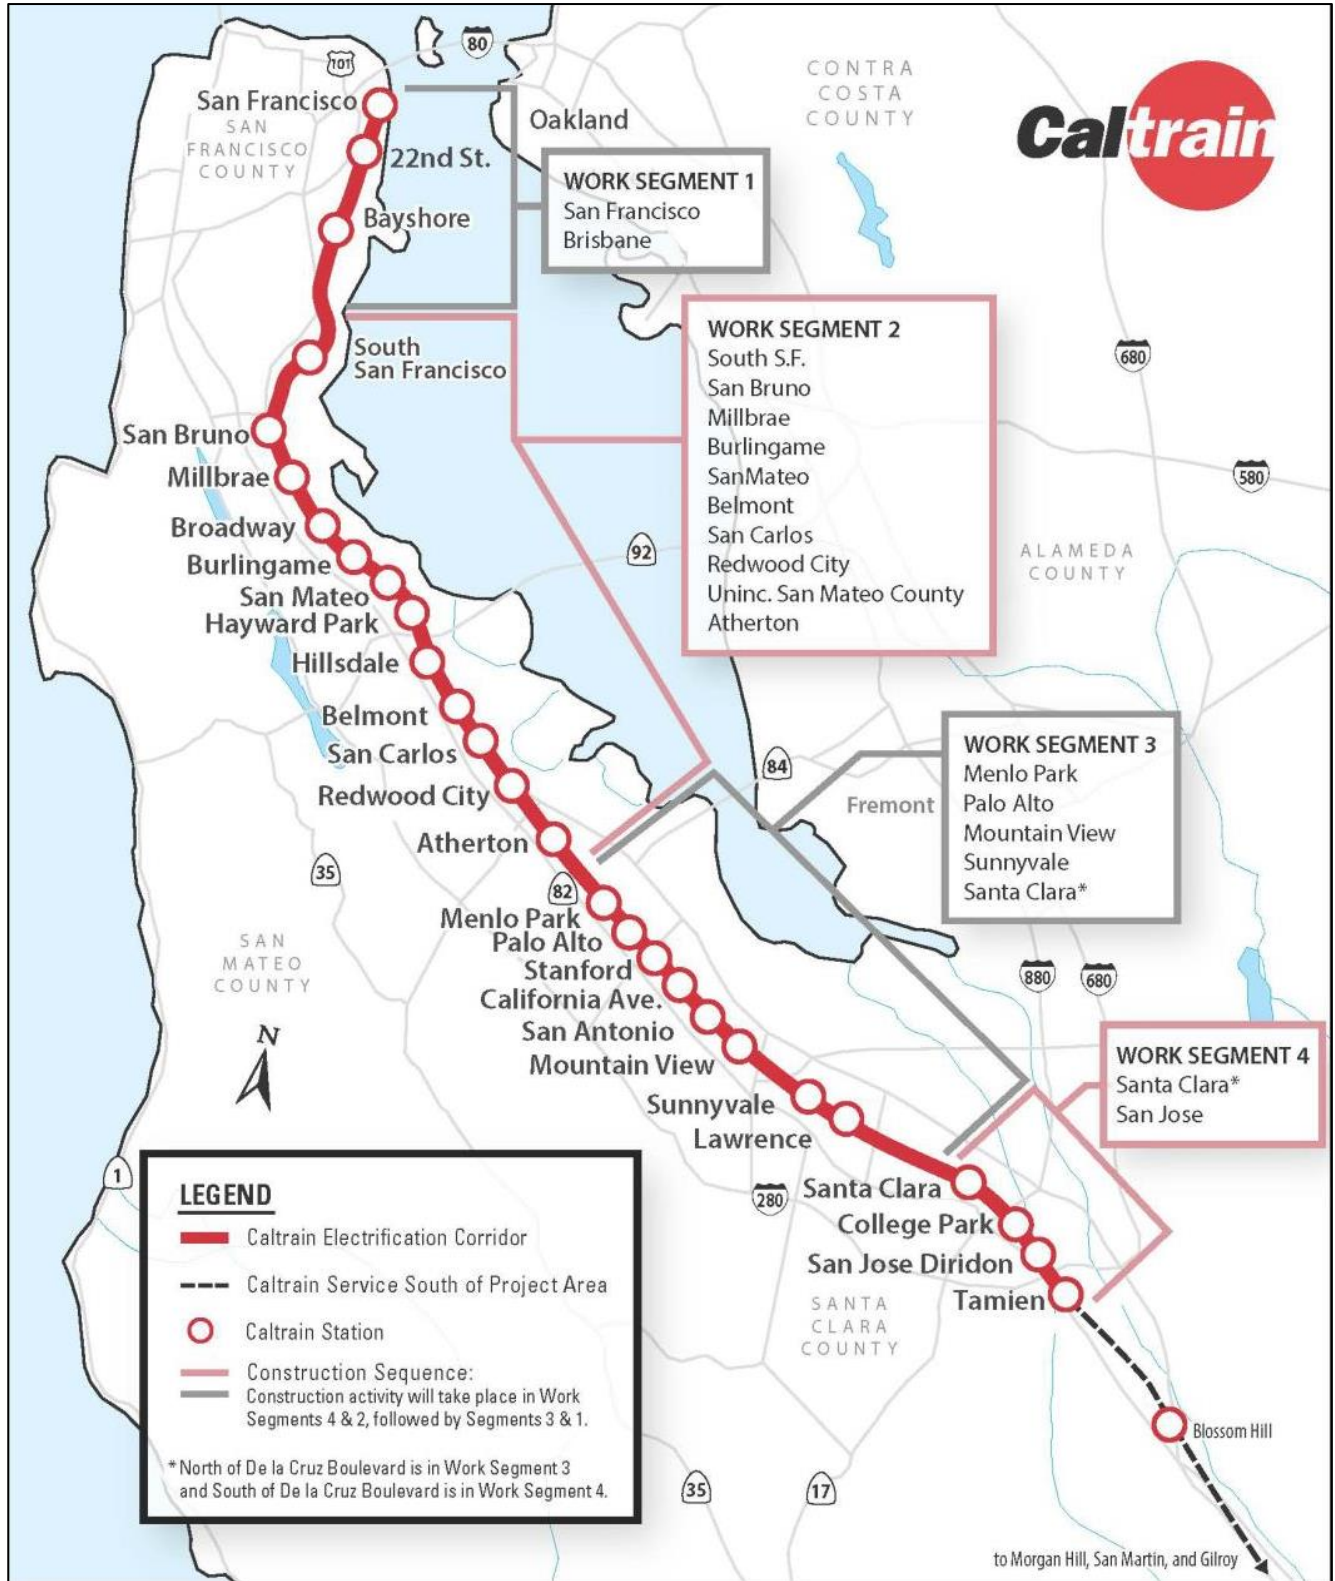 80
101
CONTRA
COSTA
COUNTY
Caltrain
San Francisco
SAN
FRANCISCO
COUNTY
Oakland
22nd St.
WORK SEGMENT 1
San Francisco
Brisbane
Bayshore
WORK SEGMENT 2
South S.F.
San Bruno
Millbrae
Burlingame
SanMateo
Belmont
San Carlos
Redwood City
Uninc. San Mateo County
Atherton
680
South
San Francisco
San Bruno
Millbrae
580
Broadway
92
ALAMEDA
COUNTY
Burlingame
San Mateo
Hayward Park
Hillsdale
Belmont
San Carlos
Redwood City
84
WORK SEGMENT 3
Menlo Park
Palo Alto
Mountain View
Sunnyvale
Santa Clara*
Fremont
Atherton
35
82
Menlo Park
Palo Alto
Stanford
California Ave.
San Antonio
Mountain View
SAN
MATEO
COUNTY
880
680
N
WORK SEGMENT 4
Santa Clara*
San Jose
Sunnyvale
Lawrence
1
280
Santa Clara
College Park
San Jose Diridon
Tamien
SANTA
CLARA
COUNTY
LEGEND
Caltrain Electrification Corridor
Caltrain Service South of Project Area
Caltrain Station
Construction Sequence:
Construction activity will take place in Work
Segments 4 & 2, followed by Segments 3 & 1.
* North of De la Cruz Boulevard is in Work Segment 3
and South of De la Cruz Boulevard is in Work Segment 4.
Blossom Hill
35
17
to Morgan Hill, San Martin, and Gilroy